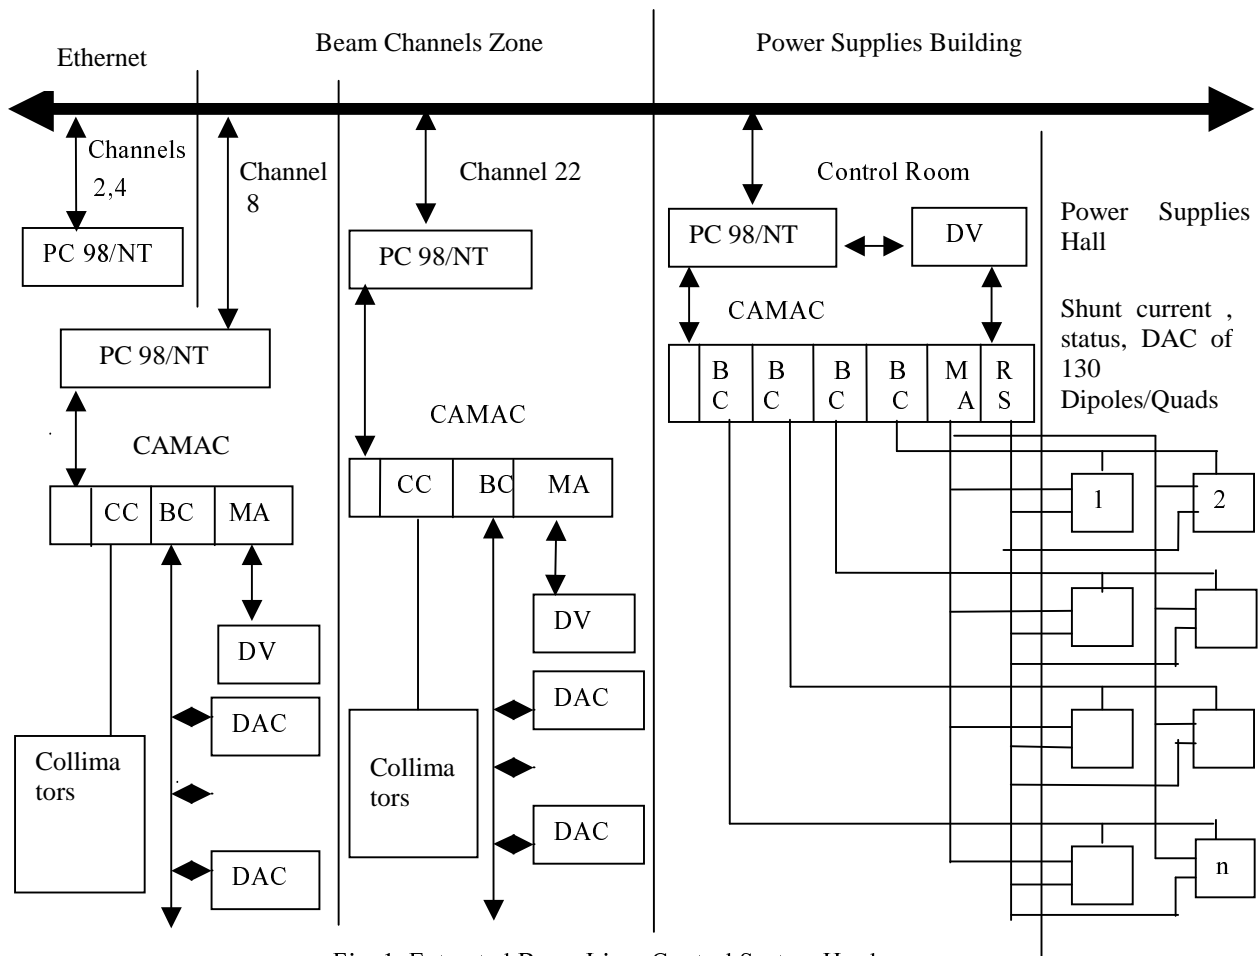 Ethernet
Beam Channels Zone
Power Supplies Building
Channels
2,4
Channel
8
Channel 22
Control Room
Power Supplies
Hall
PC 98/NT
PC 98/NT
PC 98/NT
PC 98/NT
DV
CAMAC
Shunt current ,
status, DAC of
130
Dipoles/Quads
B
C
B
C
B
C
B
C
M
A
R
S
CAMAC
CAMAC
CC
BC
MA
CC
BC
MA
1
2
DV
DV
DAC
DAC
Collima
tors
Collima
tors
DAC
DAC
n